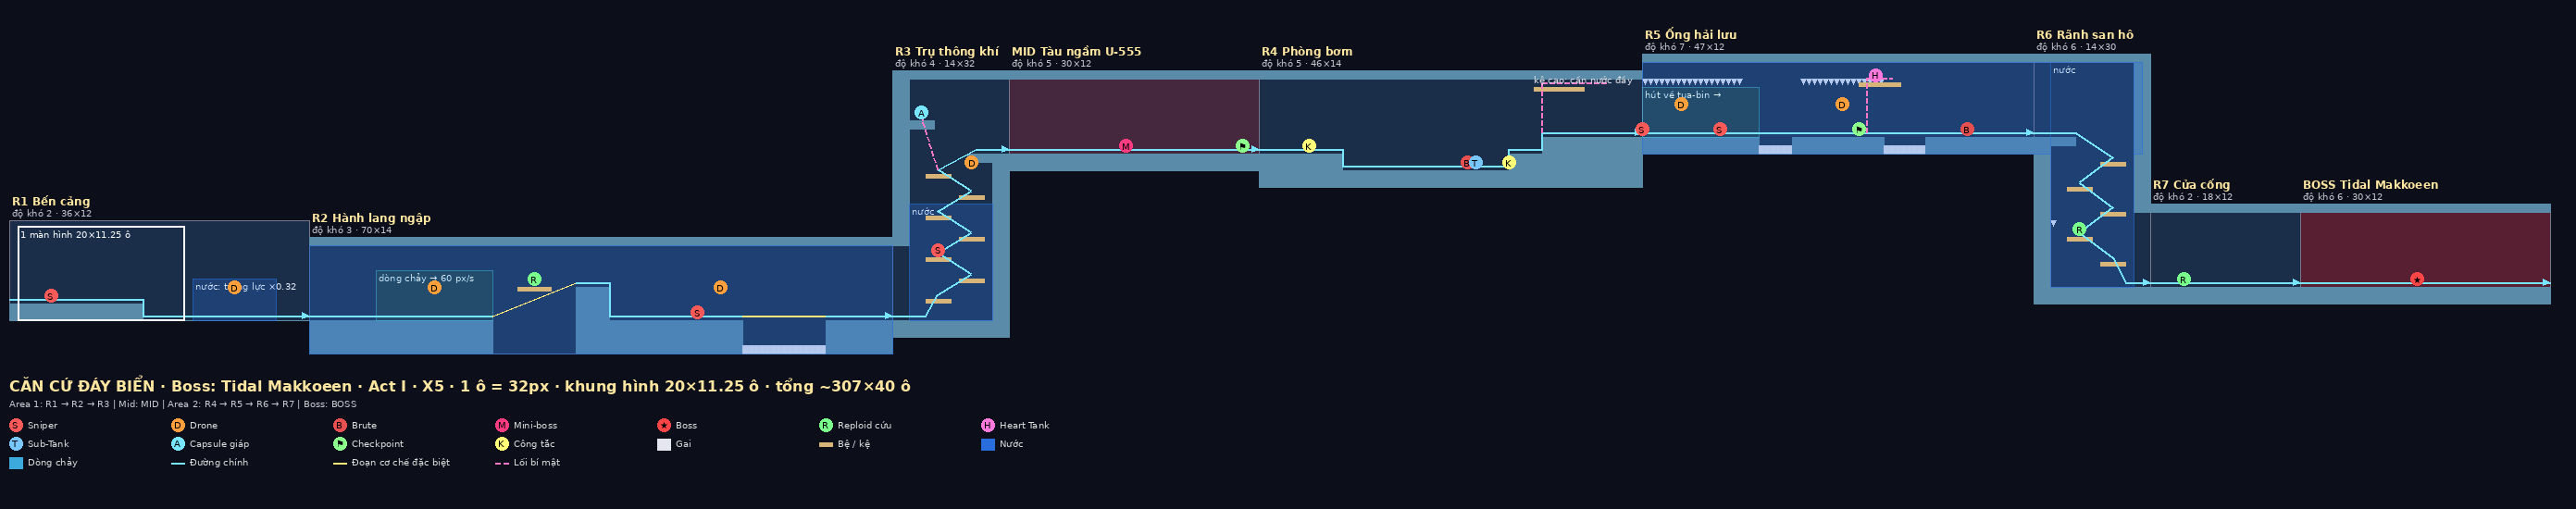 R5 Ống hải lưu
độ khó 7 · 47×12
R6 Rãnh san hô
độ khó 6 · 14×30
R3 Trụ thông khí
độ khó 4 · 14×32
MID Tàu ngầm U-555
độ khó 5 · 30×12
R4 Phòng bơm
độ khó 5 · 46×14
nước
kệ cao: cần nước đầy
H
hút về tua-bin →
D
D
A
S
S
⚑
B
M
⚑
K
D
B
T
K
R7 Cửa cống
độ khó 2 · 18×12
BOSS Tidal Makkoeen
độ khó 6 · 30×12
R1 Bến cảng
độ khó 2 · 36×12
R2 Hành lang ngập
độ khó 3 · 70×14
nước
1 màn hình 20×11.25 ô
R
S
dòng chảy → 60 px/s
R
R
★
nước: trọng lực ×0.32
D
D
D
S
S
CĂN CỨ ĐÁY BIỂN · Boss: Tidal Makkoeen · Act I · X5 · 1 ô = 32px · khung hình 20×11.25 ô · tổng ~307×40 ô
Area 1: R1 → R2 → R3 | Mid: MID | Area 2: R4 → R5 → R6 → R7 | Boss: BOSS
S Sniper D Drone B Brute M Mini-boss ★ Boss R Reploid cứu H Heart Tank
T Sub-Tank A Capsule giáp ⚑ Checkpoint K Công tắc Gai Bệ / kệ Nước
Dòng chảy Đường chính Đoạn cơ chế đặc biệt Lối bí mật